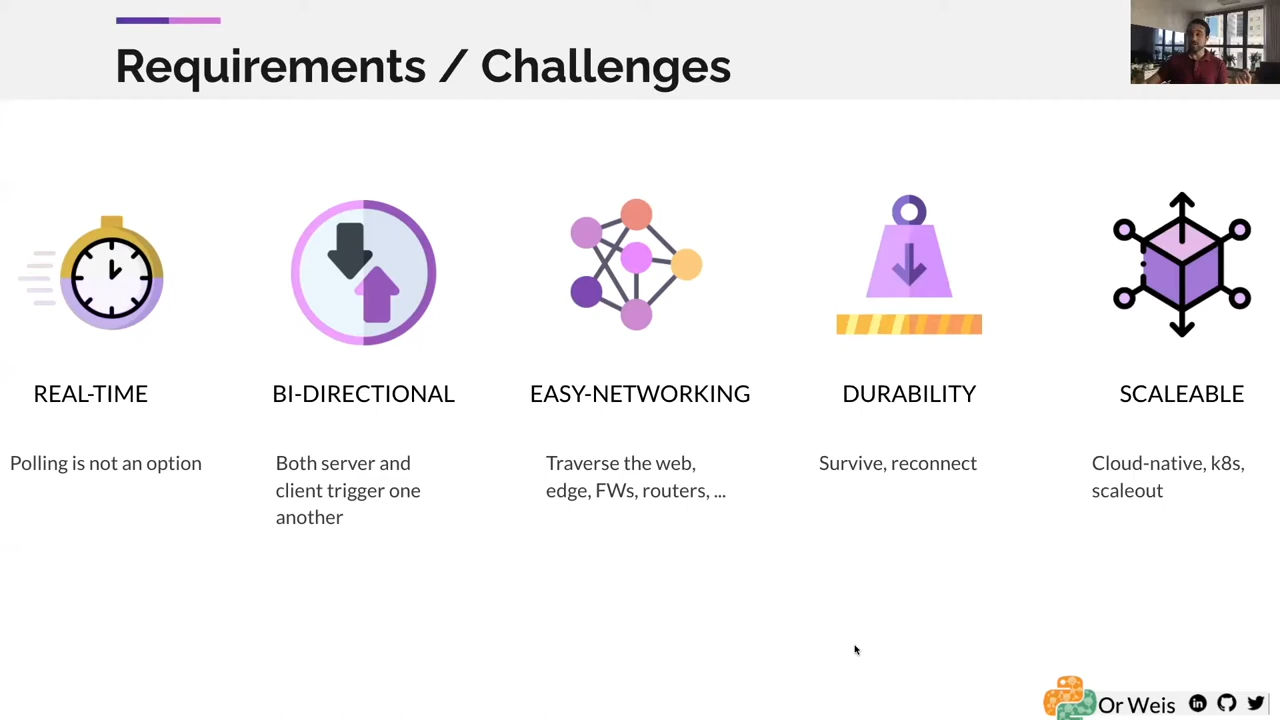 Requirements / Challenges
REAL-TIME
Polling is not an option
BI-DIRECTIONAL
Both server and
client trigger one
another
EASY-NETWORKING
Traverse the web,
edge, FWs, routers, ...
DURABILITY
Survive, reconnect
SCALEABLE
Cloud-native, k8s,
scaleout
Or Weis